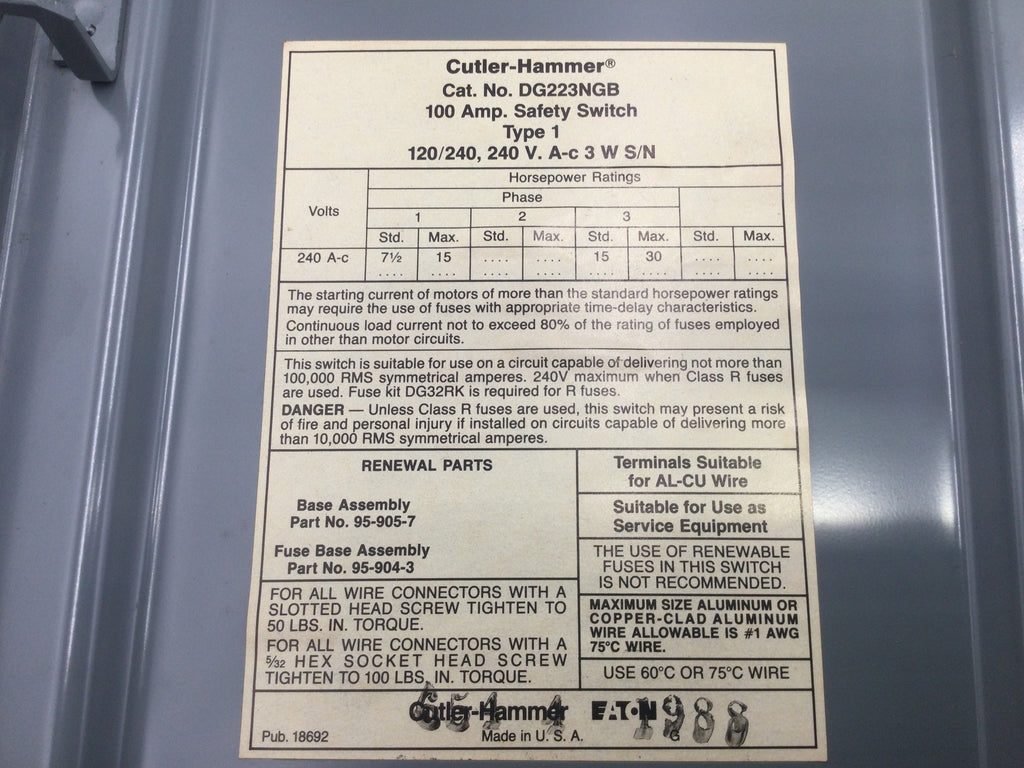 Cutler-Hammer®
Cat. No. DG223NGB
100 Amp. Safety Switch
Type 1
120/240, 240 V. A-c 3 W S/N
Horsepower Ratings
Volts
Phase
1 2 3
Std. Max. Std. Max. Std. Max. Std. Max.
240 A-c 7½ 15 .... .... 15 30 .... ....
.... .... .... .... .... .... .... ....
The starting current of motors of more than the standard horsepower ratings
may require the use of fuses with appropriate time-delay characteristics.
Continuous load current not to exceed 80% of the rating of fuses employed
in other than motor circuits.
This switch is suitable for use on a circuit capable of delivering not more than
100,000 RMS symmetrical amperes. 240V maximum when Class R fuses
are used. Fuse kit DG32RK is required for R fuses.
DANGER — Unless Class R fuses are used, this switch may present a risk
of fire and personal injury if installed on circuits capable of delivering more
than 10,000 RMS symmetrical amperes.
RENEWAL PARTS
Base Assembly
Part No. 95-905-7
Fuse Base Assembly
Part No. 95-904-3
FOR ALL WIRE CONNECTORS WITH A
SLOTTED HEAD SCREW TIGHTEN TO
50 LBS. IN. TORQUE.
FOR ALL WIRE CONNECTORS WITH A
5/32 HEX SOCKET HEAD SCREW
TIGHTEN TO 100 LBS. IN. TORQUE.
Terminals Suitable
for AL-CU Wire
Suitable for Use as
Service Equipment
THE USE OF RENEWABLE
FUSES IN THIS SWITCH
IS NOT RECOMMENDED.
MAXIMUM SIZE ALUMINUM OR
COPPER-CLAD ALUMINUM
WIRE ALLOWABLE IS #1 AWG
75°C WIRE.
USE 60°C OR 75°C WIRE
Cutler-Hammer EATON 1988
Pub. 18692 Made in U. S. A. G